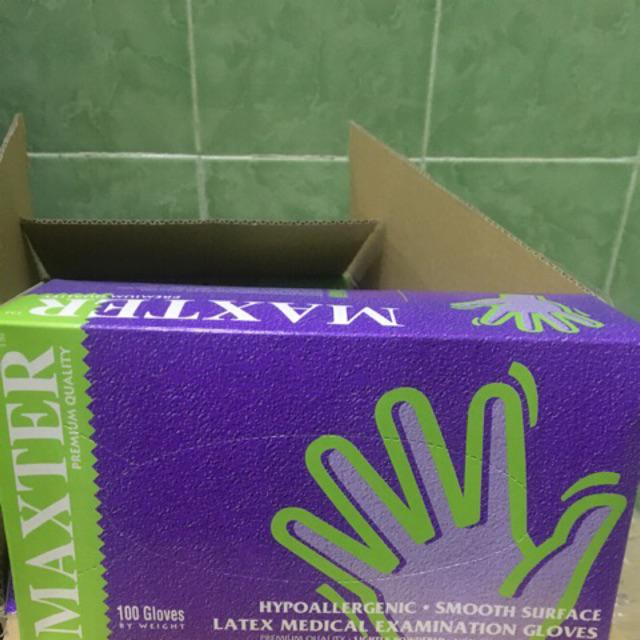 MAXTER
MAXTER
PREMIUM QUALITY
100 Gloves
BY WEIGHT
HYPOALLERGENIC • SMOOTH SURFACE
LATEX MEDICAL EXAMINATION GLOVES
PREMIUM QUALITY